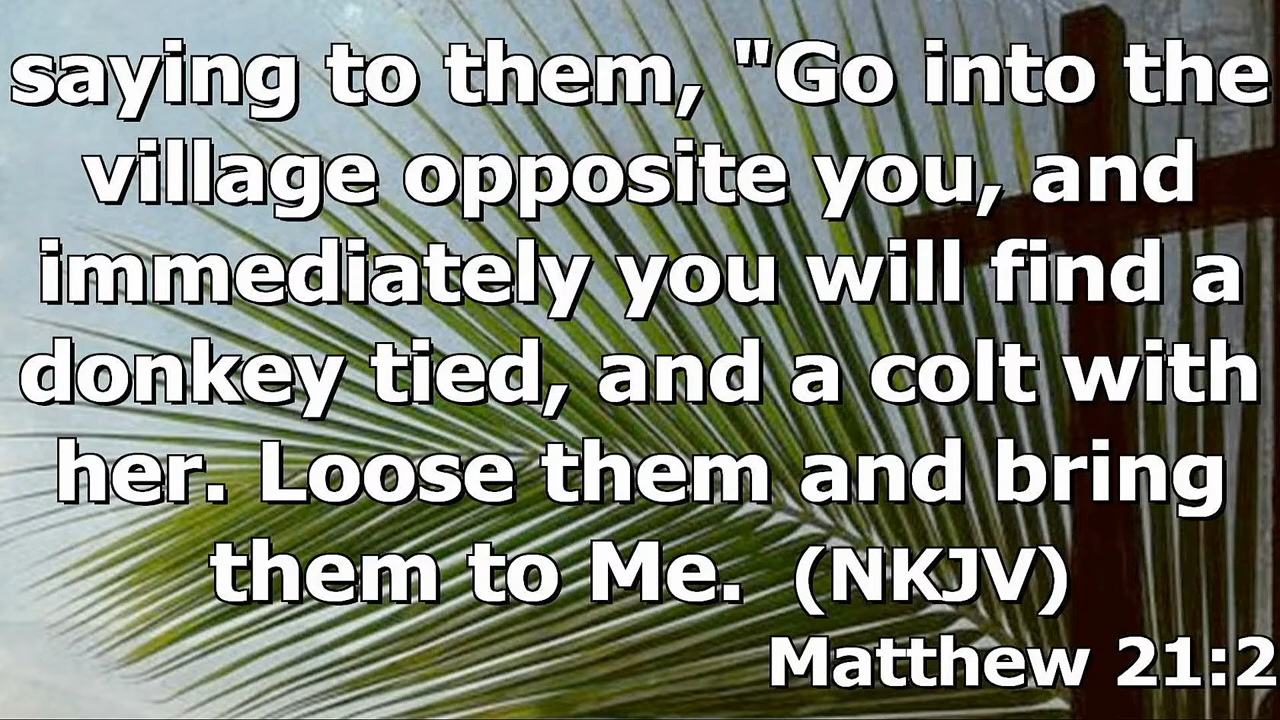 saying to them, "Go into the
village opposite you, and
immediately you will find a
donkey tied, and a colt with
her. Loose them and bring
them to Me.  (NKJV)
Matthew 21:2